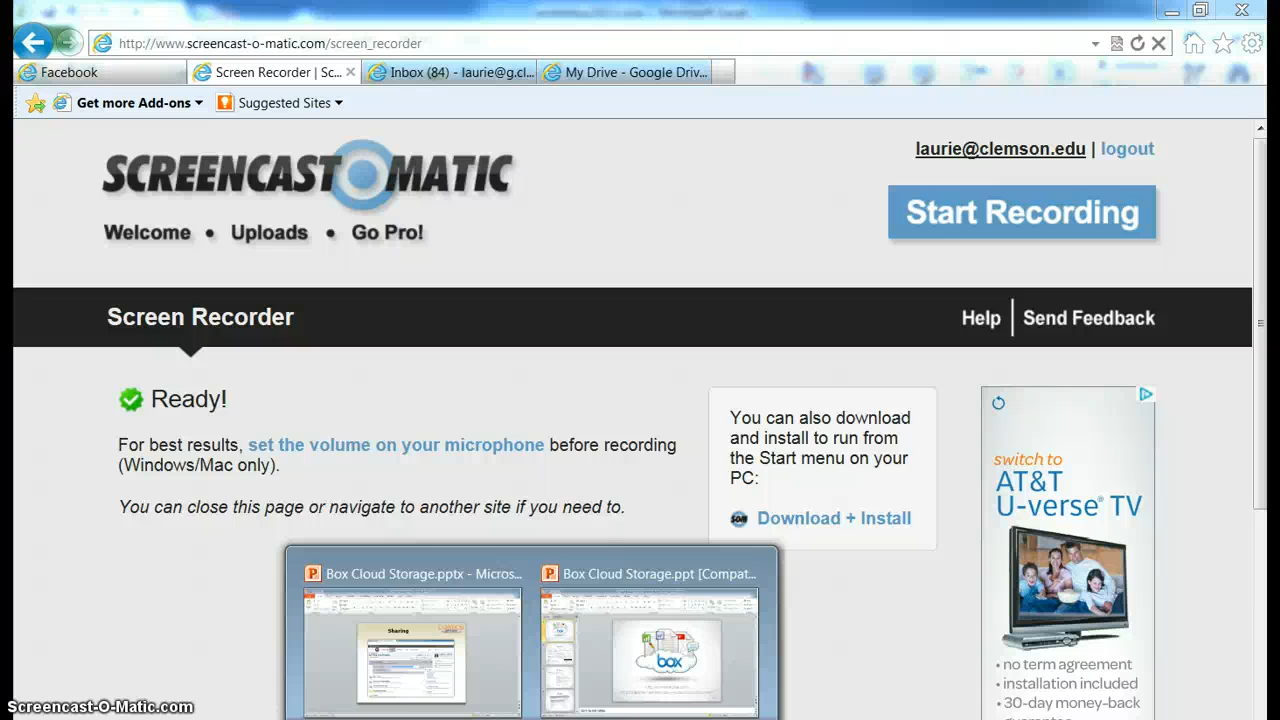 http://www.screencast-o-matic.com/screen_recorder
Facebook
Screen Recorder | Sc...
Inbox (84) - laurie@g.cl...
My Drive - Google Driv...
Get more Add-ons
Suggested Sites
SCREENCAST O MATIC
laurie@clemson.edu | logout
Start Recording
Welcome • Uploads • Go Pro!
Screen Recorder
Help
Send Feedback
Ready!
For best results, set the volume on your microphone before recording
(Windows/Mac only).
You can close this page or navigate to another site if you need to.
You can also download
and install to run from
the Start menu on your
PC:
SOM
Download + Install
switch to
AT&T
U-verse® TV
• no term agreement
• installation included
• 30-day money-back
Box Cloud Storage.pptx - Micros...
Box Cloud Storage.ppt [Compat...
Sharing
box
Screencast-O-Matic.com